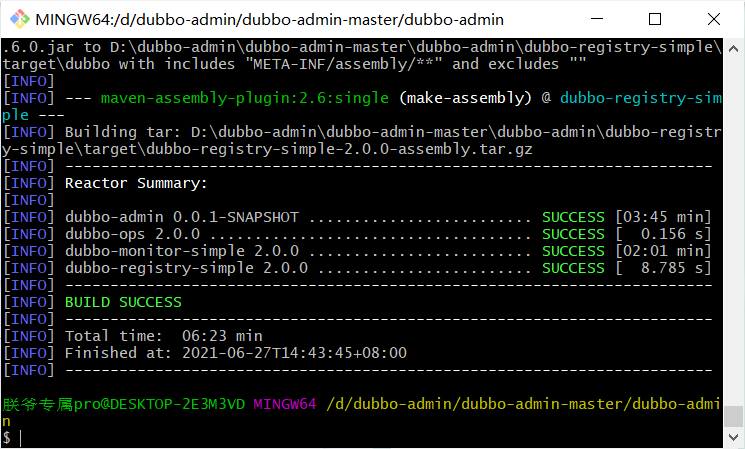 MINGW64:/d/dubbo-admin/dubbo-admin-master/dubbo-admin
.6.0.jar to D:\dubbo-admin\dubbo-admin-master\dubbo-admin\dubbo-registry-simple\
target\dubbo with includes "META-INF/assembly/**" and excludes ""
[INFO]
[INFO] --- maven-assembly-plugin:2.6:single (make-assembly) @ dubbo-registry-sim
ple ---
[INFO] Building tar: D:\dubbo-admin\dubbo-admin-master\dubbo-admin\dubbo-registr
y-simple\target\dubbo-registry-simple-2.0.0-assembly.tar.gz
[INFO] ------------------------------------------------------------------------
[INFO] Reactor Summary:
[INFO]
[INFO] dubbo-admin 0.0.1-SNAPSHOT ......................... SUCCESS [03:45 min]
[INFO] dubbo-ops 2.0.0 .................................... SUCCESS [  0.156 s]
[INFO] dubbo-monitor-simple 2.0.0 ......................... SUCCESS [02:01 min]
[INFO] dubbo-registry-simple 2.0.0 ........................ SUCCESS [  8.785 s]
[INFO] ------------------------------------------------------------------------
[INFO] BUILD SUCCESS
[INFO] ------------------------------------------------------------------------
[INFO] Total time:  06:23 min
[INFO] Finished at: 2021-06-27T14:43:45+08:00
[INFO] ------------------------------------------------------------------------
朕爷专属pro@DESKTOP-2E3M3VD MINGW64 /d/dubbo-admin/dubbo-admin-master/dubbo-admi
n
$